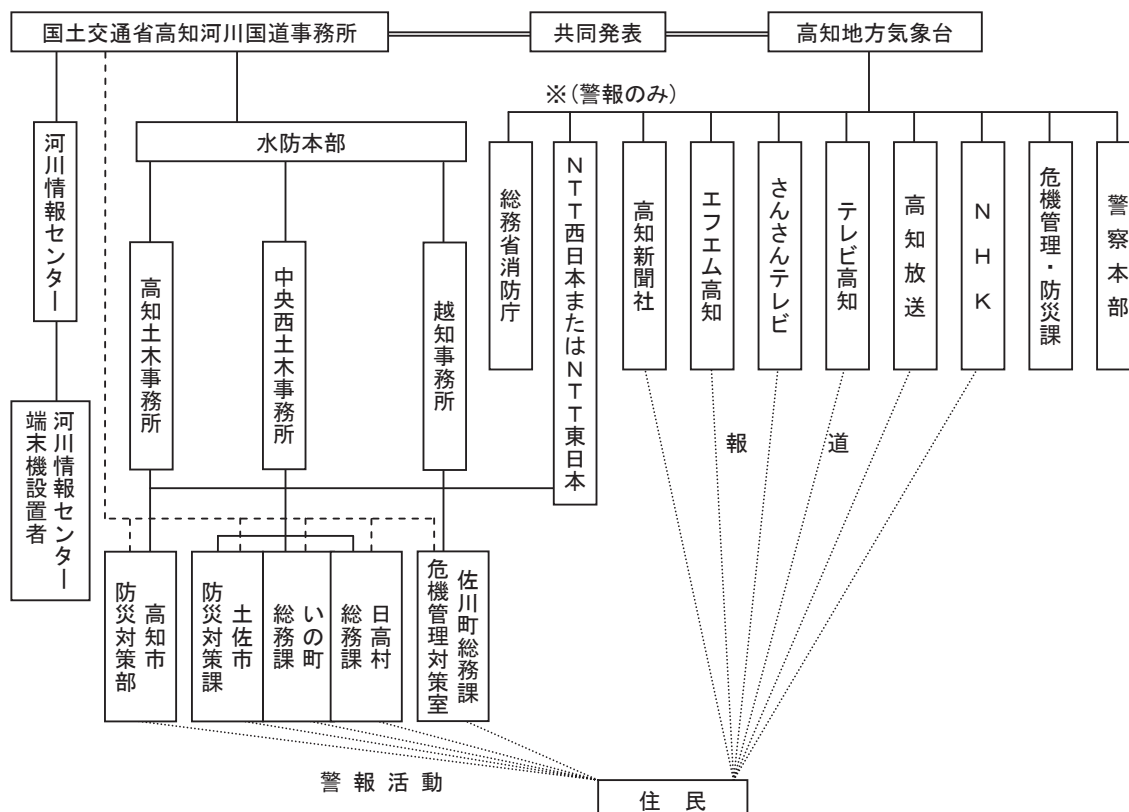 国土交通省高知河川国道事務所
共同発表
高知地方気象台
※(警報のみ)
河川情報センター
水防本部
総務省消防庁
NTT西日本またはNTT東日本
高知新聞社
エフエム高知
さんさんテレビ
テレビ高知
高知放送
NHK
危機管理・防災課
警察本部
高知土木事務所
中央西土木事務所
越知事務所
河川情報センター
端末機設置者
報道
高知市
防災対策部
土佐市
防災対策課
いの町
総務課
日高村
総務課
佐川町総務課
危機管理対策室
警報活動
住民